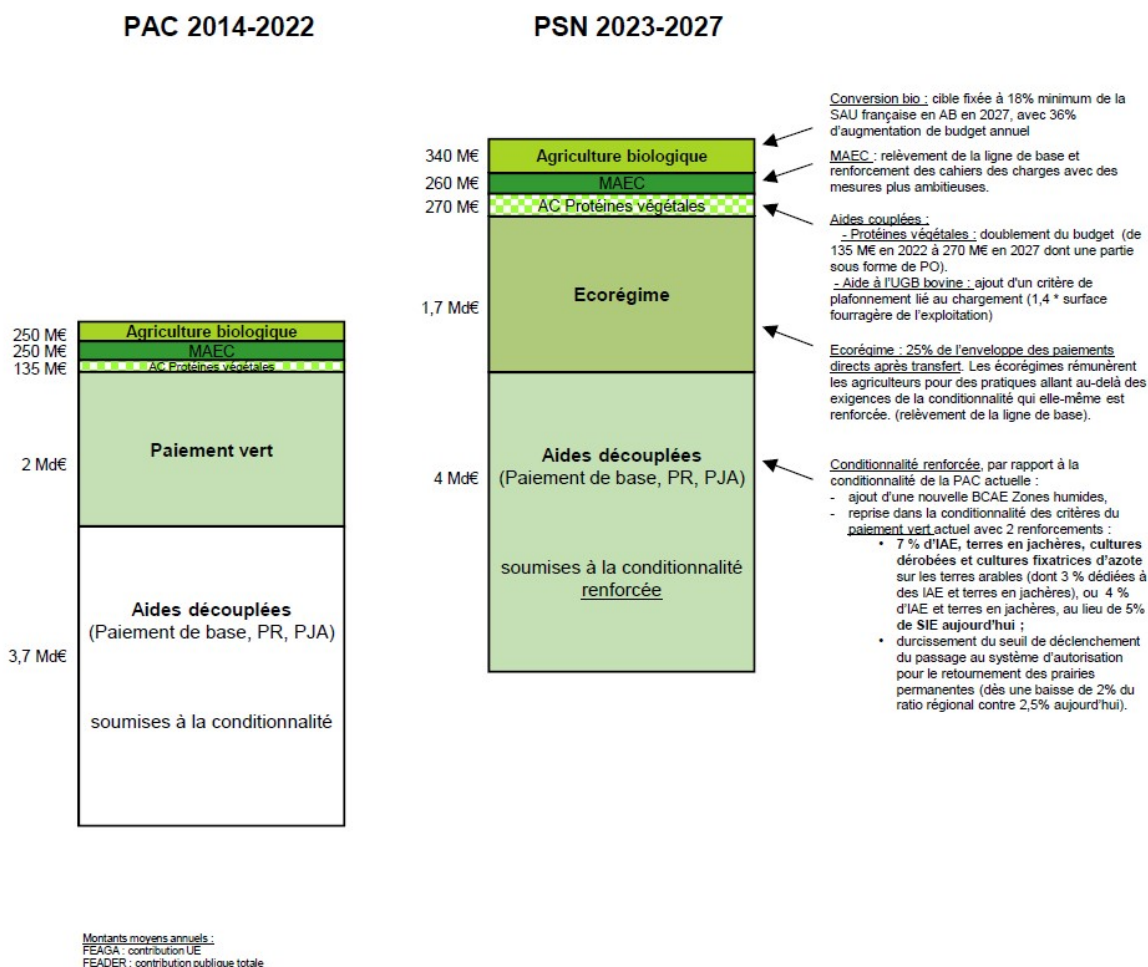 PAC 2014-2022
250 M€
Agriculture biologique
250 M€
MAEC
135 M€
AC Protéines végétales
2 Md€
Paiement vert
3,7 Md€
Aides découplées
(Paiement de base, PR, PJA)
soumises à la conditionnalité
PSN 2023-2027
340 M€
Agriculture biologique
260 M€
MAEC
270 M€
AC Protéines végétales
1,7 Md€
Ecorégime
4 Md€
Aides découplées
(Paiement de base, PR, PJA)
soumises à la conditionnalité
renforcée
Conversion bio : cible fixée à 18% minimum de la
SAU française en AB en 2027, avec 36%
d'augmentation de budget annuel
MAEC : relèvement de la ligne de base et
renforcement des cahiers des charges avec des
mesures plus ambitieuses.
Aides couplées :
- Protéines végétales : doublement du budget (de
135 M€ en 2022 à 270 M€ en 2027 dont une partie
sous forme de PO).
- Aide à l'UGB bovine : ajout d'un critère de
plafonnement lié au chargement (1,4 * surface
fourragère de l'exploitation)
Ecorégime : 25% de l'enveloppe des paiements
directs après transfert. Les écorégimes rémunèrent
les agriculteurs pour des pratiques allant au-delà des
exigences de la conditionnalité qui elle-même est
renforcée. (relèvement de la ligne de base).
Conditionnalité renforcée, par rapport à la
conditionnalité de la PAC actuelle :
- ajout d'une nouvelle BCAE Zones humides,
- reprise dans la conditionnalité des critères du
paiement vert actuel avec 2 renforcements :
• 7 % d'IAE, terres en jachères, cultures
dérobées et cultures fixatrices d'azote
sur les terres arables (dont 3 % dédiées à
des IAE et terres en jachères), ou 4 %
d'IAE et terres en jachères, au lieu de 5%
de SIE aujourd'hui ;
• durcissement du seuil de déclenchement
du passage au système d'autorisation
pour le retournement des prairies
permanentes (dès une baisse de 2% du
ratio régional contre 2,5% aujourd'hui).
Montants moyens annuels :
FEAGA : contribution UE
FEADER : contribution publique totale